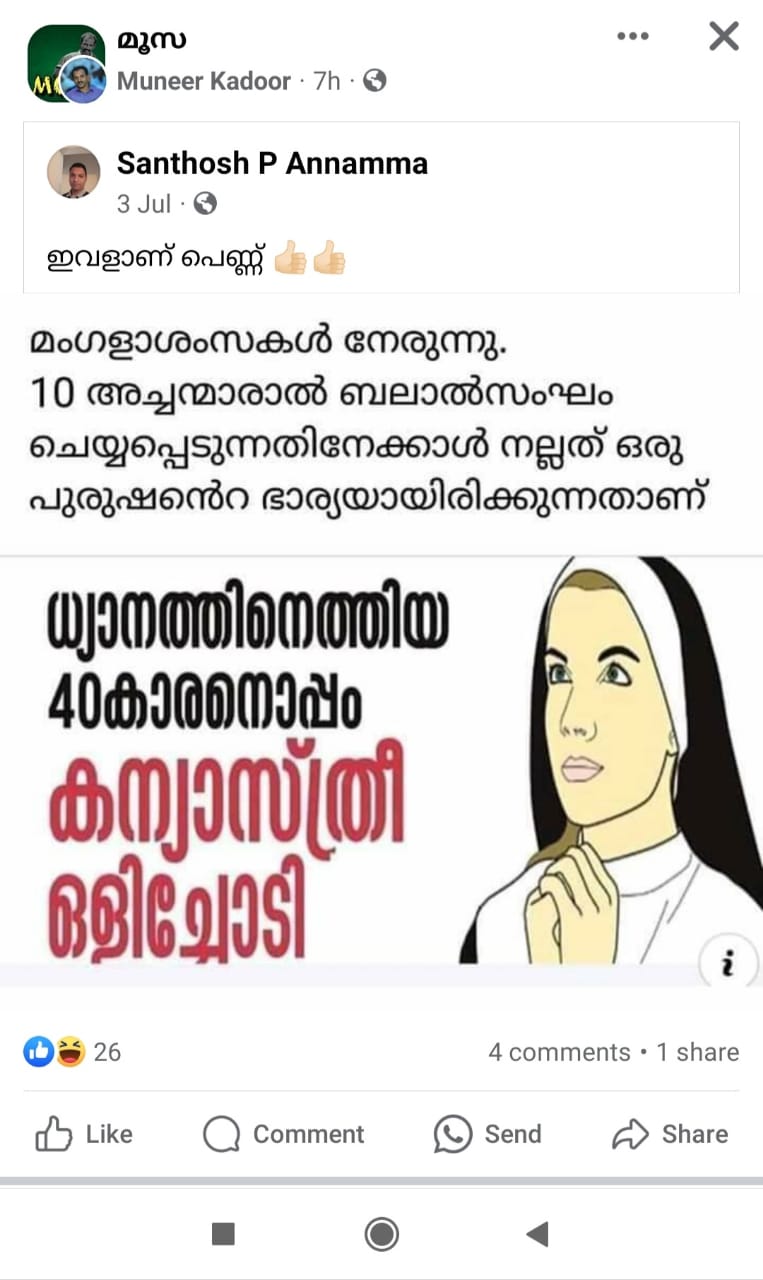 മൂസ
Muneer Kadoor · 7h ·
Santhosh P Annamma
3 Jul ·
ഇവളാണ് പെണ്ണ് 👍🏻👍🏻
മംഗളാശംസകൾ നേരുന്നു.
10 അച്ചന്മാരാൽ ബലാൽസംഘം
ചെയ്യപ്പെടുന്നതിനേക്കാൾ നല്ലത് ഒരു
പുരുഷൻെറ ഭാര്യയായിരിക്കുന്നതാണ്
ധ്യാനത്തിനെത്തിയ
40കാരനൊപ്പം
കന്യാസ്ത്രീ
ഒളിച്ചോടി
i
26
4 comments • 1 share
Like Comment Send Share